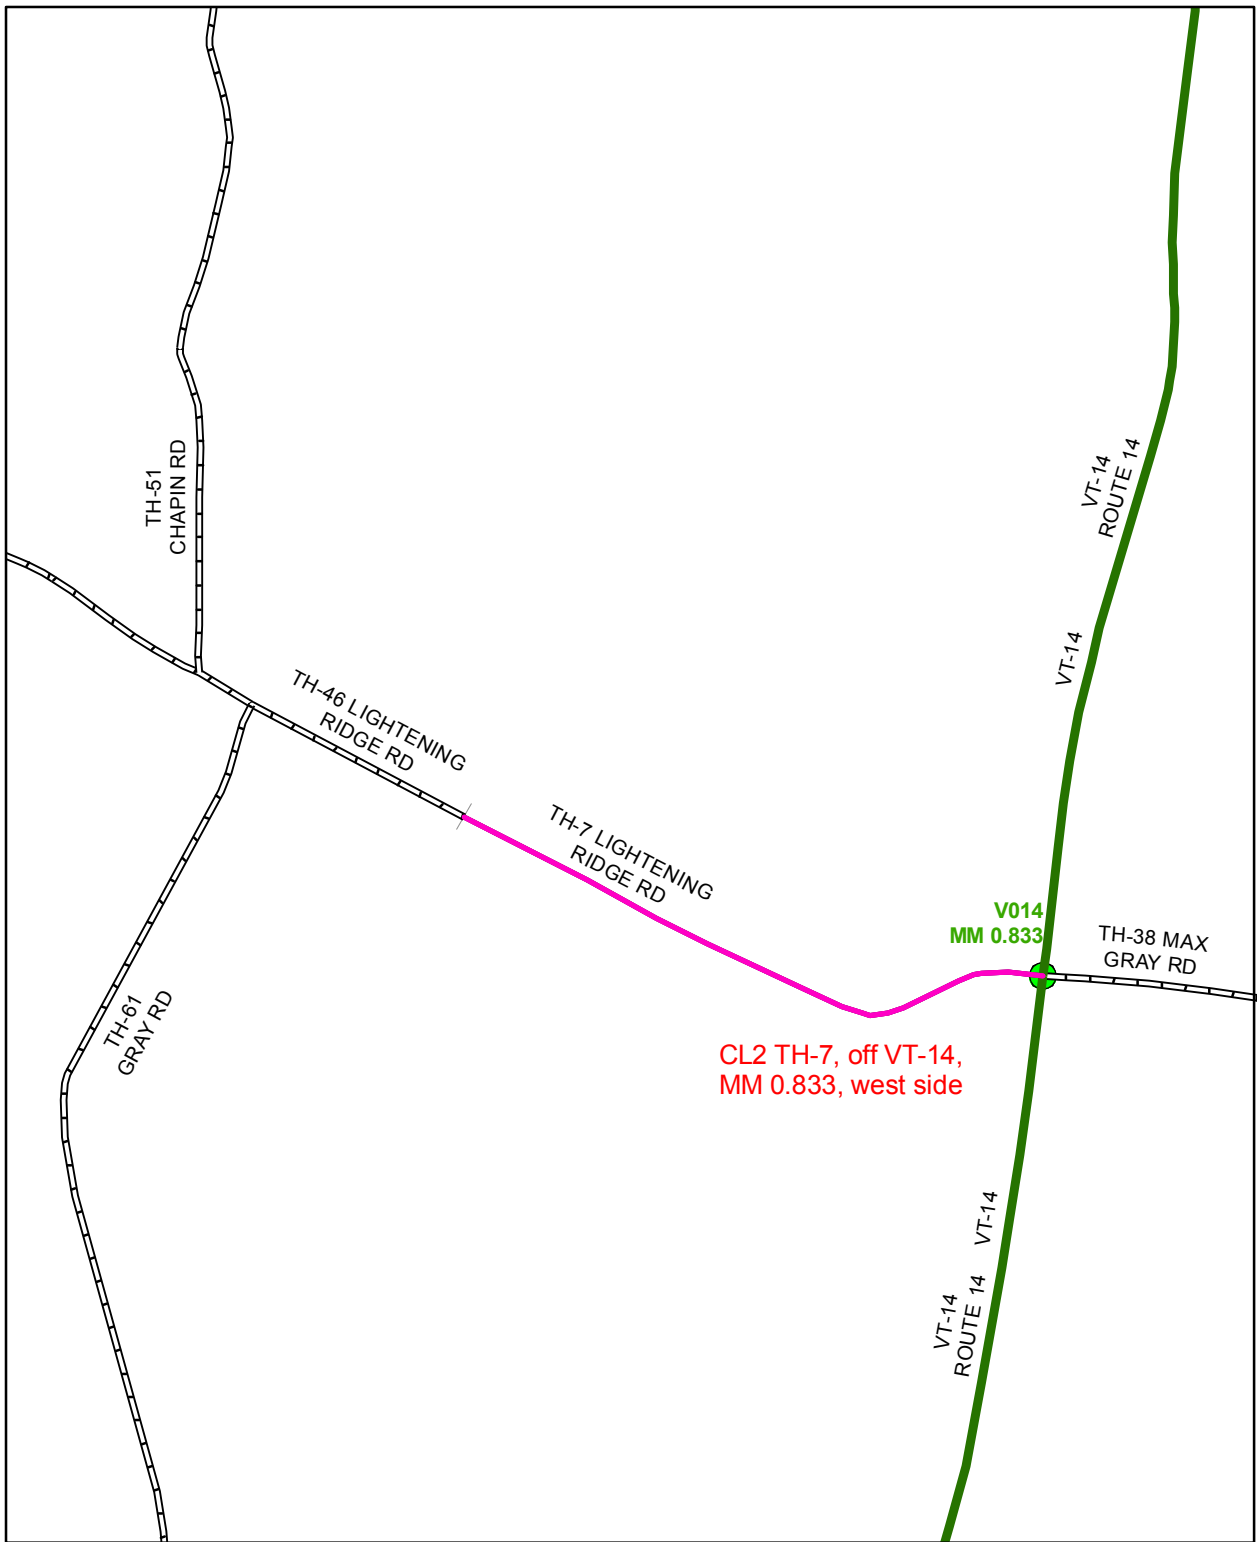 TH-51
CHAPIN RD
VT-14
ROUTE 14
VT-14
TH-46 LIGHTENING
RIDGE RD
TH-7 LIGHTENING
RIDGE RD
V014
MM 0.833
TH-38 MAX
GRAY RD
TH-61
GRAY RD
CL2 TH-7, off VT-14,
MM 0.833, west side
VT-14
VT-14
ROUTE 14